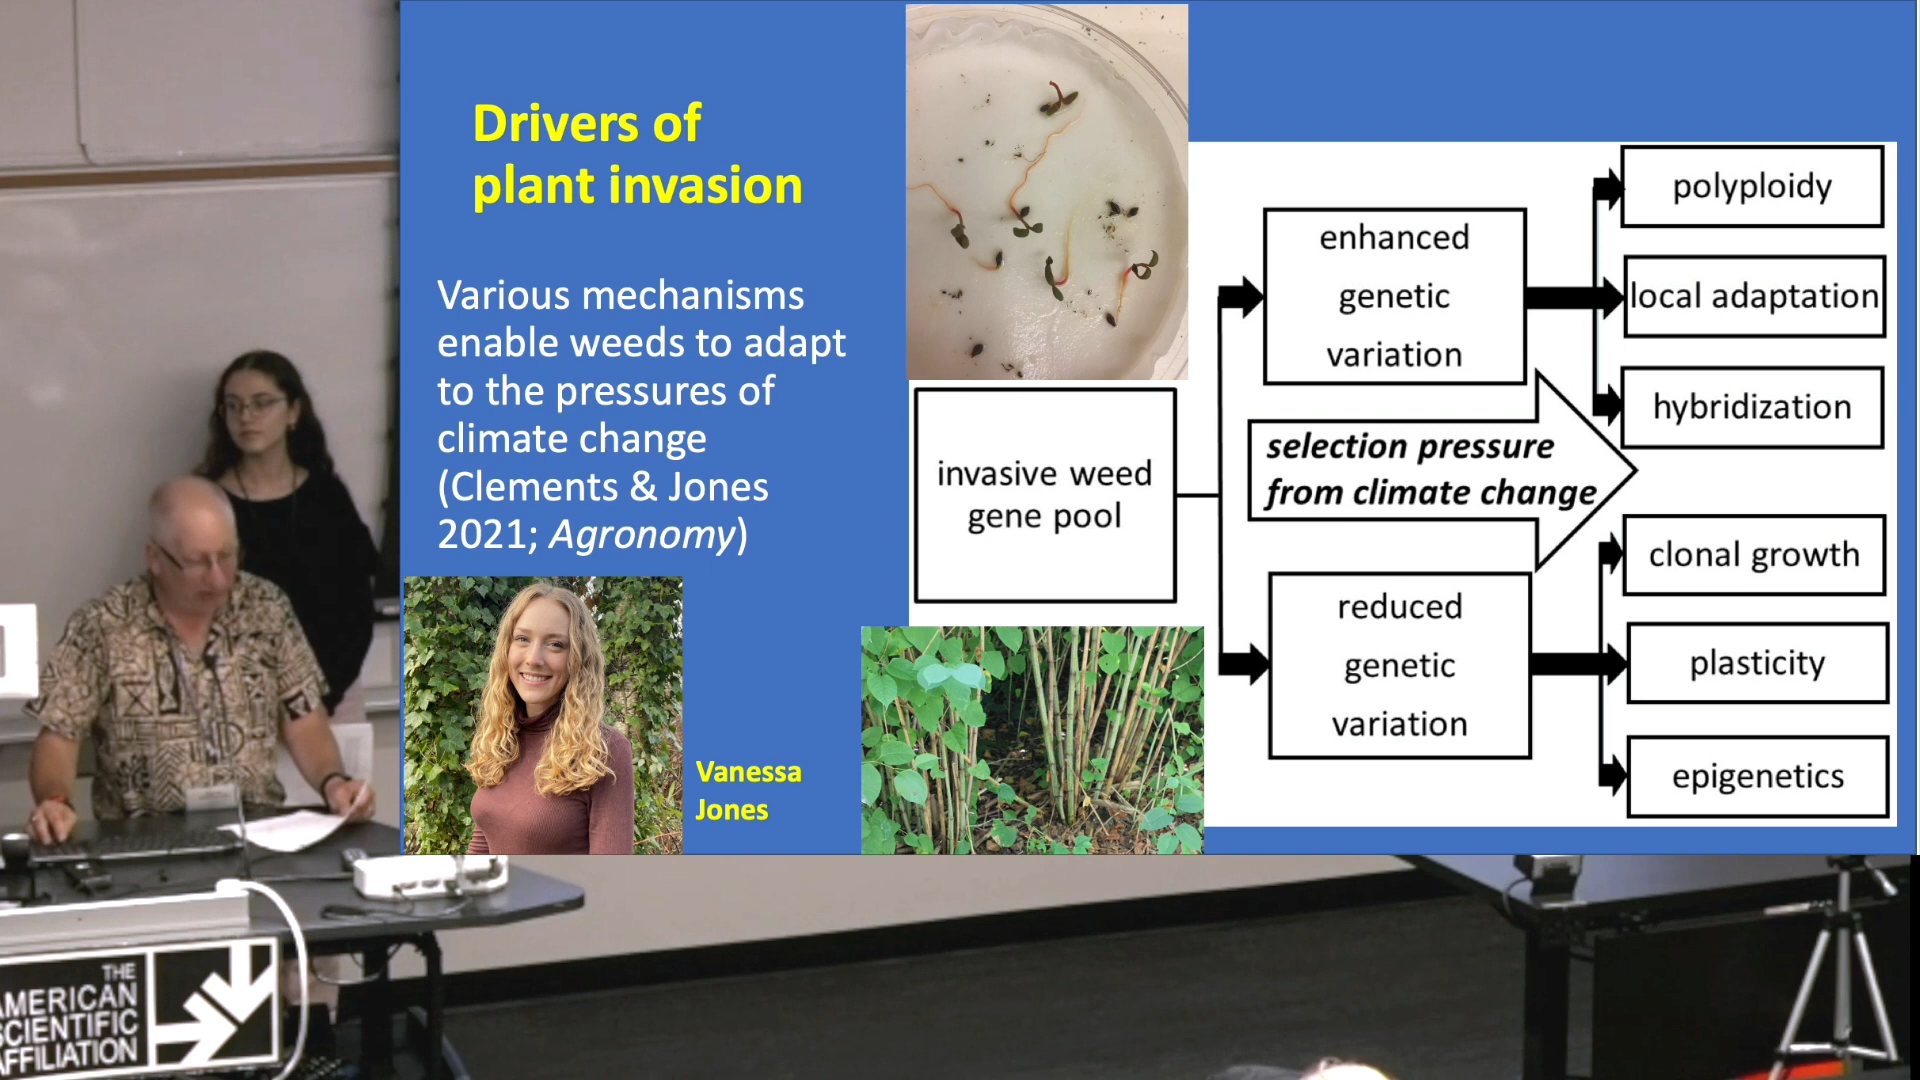 Drivers of
plant invasion
Various mechanisms
enable weeds to adapt
to the pressures of
climate change
(Clements & Jones
2021; Agronomy)
Vanessa
Jones
invasive weed
gene pool
enhanced
genetic
variation
selection pressure
from climate change
reduced
genetic
variation
polyploidy
local adaptation
hybridization
clonal growth
plasticity
epigenetics
THE
AMERICAN
SCIENTIFIC
AFFILIATION